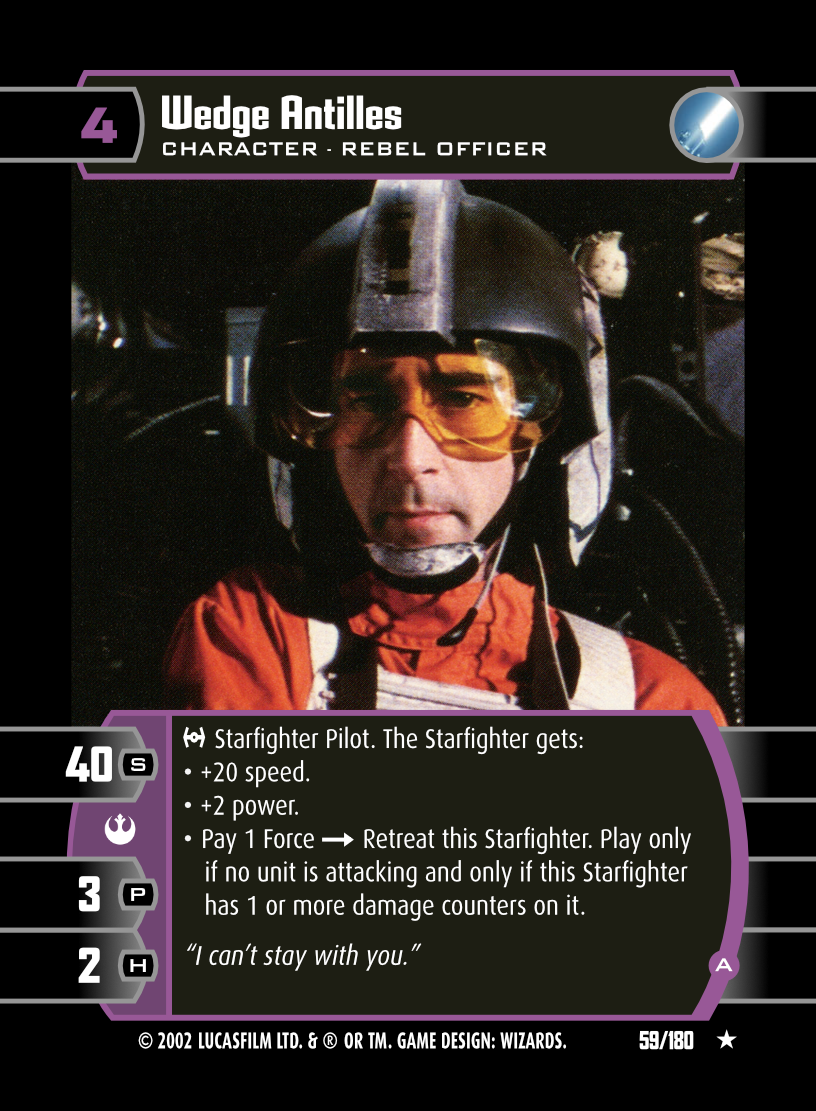 4
Wedge Antilles
CHARACTER - REBEL OFFICER
Starfighter Pilot. The Starfighter gets:
• +20 speed.
• +2 power.
• Pay 1 Force → Retreat this Starfighter. Play only
if no unit is attacking and only if this Starfighter
has 1 or more damage counters on it.
"I can't stay with you."
40 S
3 P
2 H
A
© 2002 LUCASFILM LTD. & ® OR TM. GAME DESIGN: WIZARDS.
59/180 ★